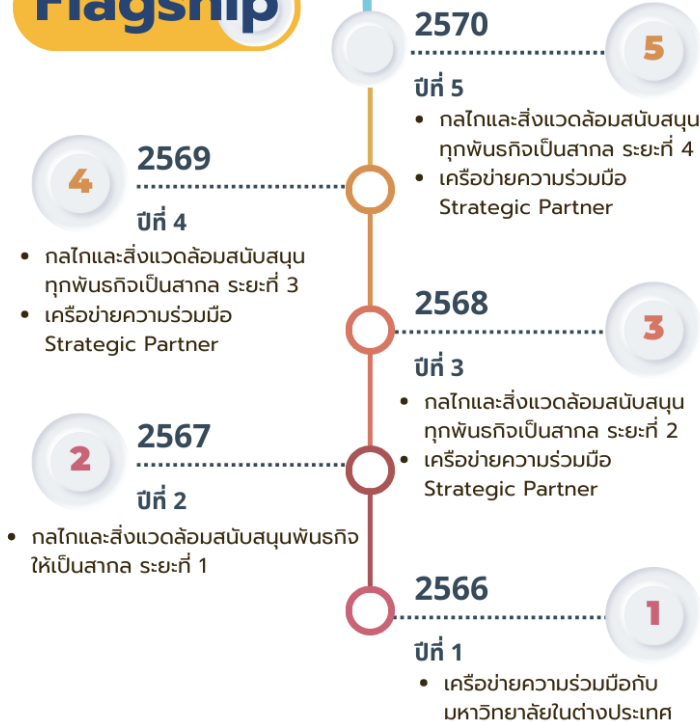 Flagship
2570
5
ปีที่ 5
• กลไกและสิ่งแวดล้อมสนับสนุน
ทุกพันธกิจเป็นสากล ระยะที่ 4
• เครือข่ายความร่วมมือ
Strategic Partner
4
2569
ปีที่ 4
• กลไกและสิ่งแวดล้อมสนับสนุน
ทุกพันธกิจเป็นสากล ระยะที่ 3
• เครือข่ายความร่วมมือ
Strategic Partner
2568
3
ปีที่ 3
• กลไกและสิ่งแวดล้อมสนับสนุน
ทุกพันธกิจเป็นสากล ระยะที่ 2
• เครือข่ายความร่วมมือ
Strategic Partner
2
2567
ปีที่ 2
• กลไกและสิ่งแวดล้อมสนับสนุนพันธกิจ
ให้เป็นสากล ระยะที่ 1
2566
1
ปีที่ 1
• เครือข่ายความร่วมมือกับ
มหาวิทยาลัยในต่างประเทศ